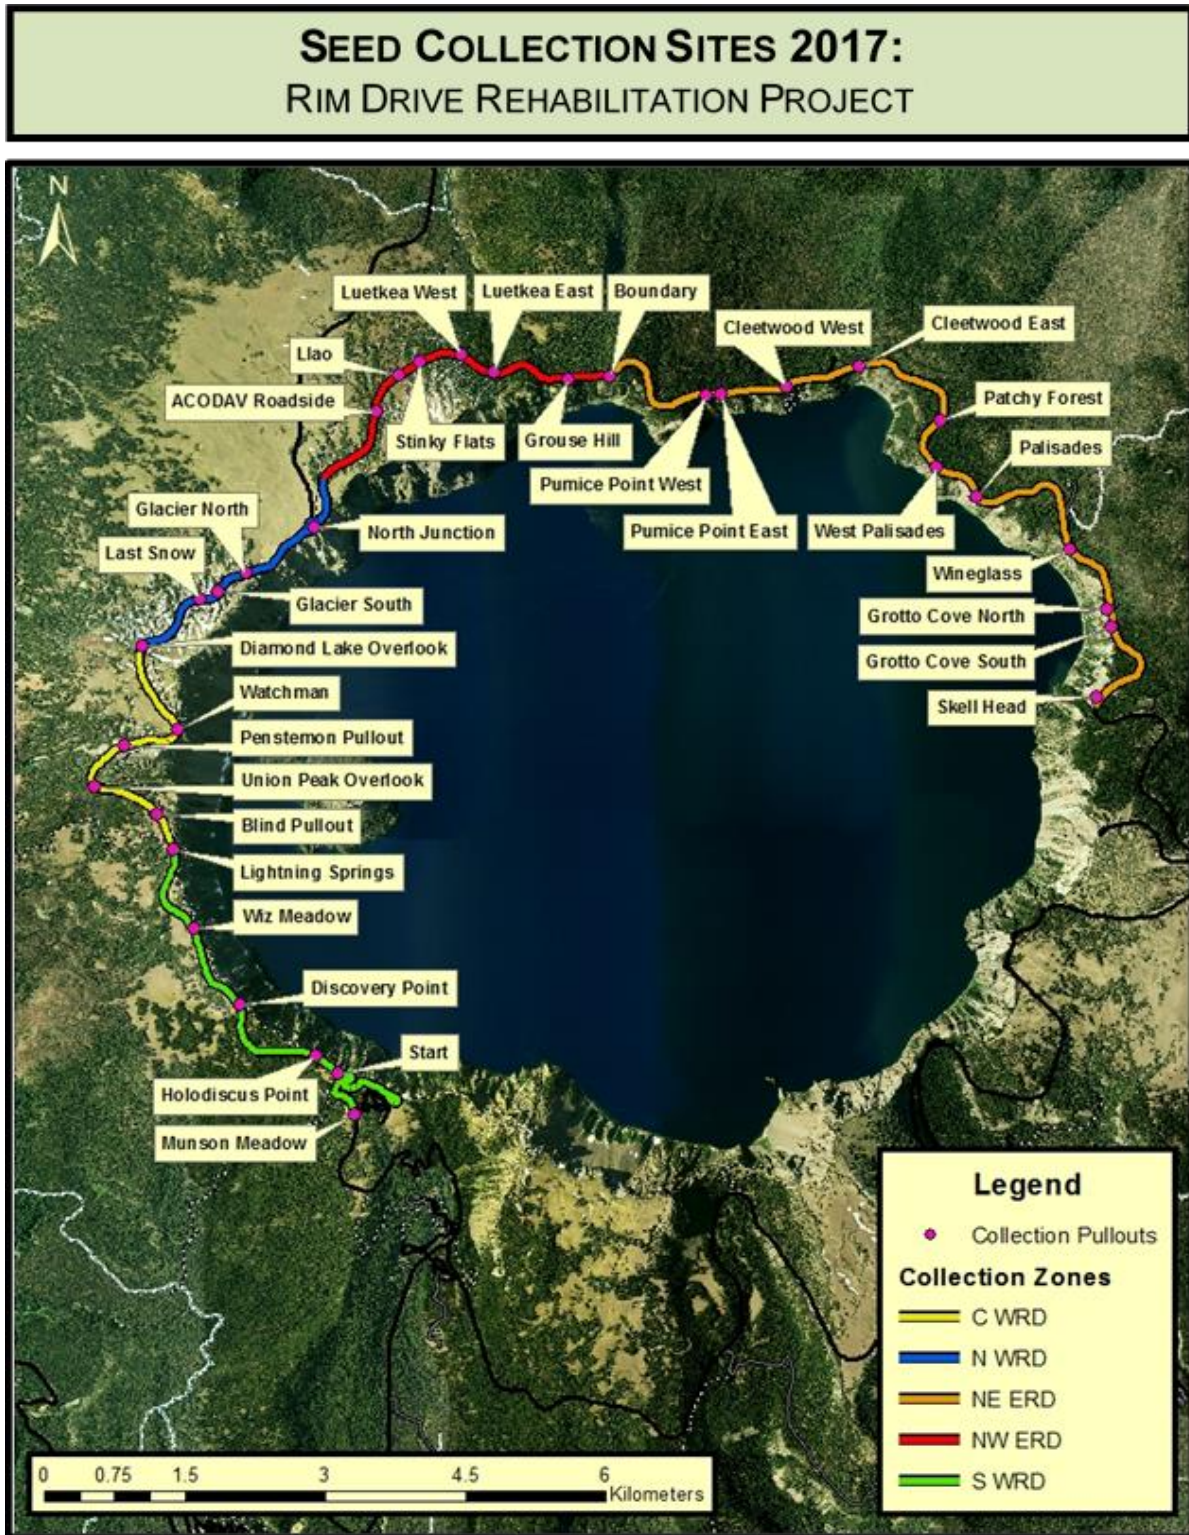 SEED COLLECTION SITES 2017:
RIM DRIVE REHABILITATION PROJECT
N
Luetkea West
Luetkea East
Boundary
Cleetwood West
Cleetwood East
Llao
ACODAV Roadside
Stinky Flats
Grouse Hill
Patchy Forest
Palisades
Pumice Point West
Pumice Point East
West Palisades
Glacier North
North Junction
Last Snow
Wineglass
Glacier South
Grotto Cove North
Diamond Lake Overlook
Grotto Cove South
Watchman
Skell Head
Penstemon Pullout
Union Peak Overlook
Blind Pullout
Lightning Springs
Wiz Meadow
Discovery Point
Start
Holodiscus Point
Munson Meadow
Legend
Collection Pullouts
Collection Zones
C WRD
N WRD
NE ERD
NW ERD
S WRD
0 0.75 1.5 3 4.5 6
Kilometers